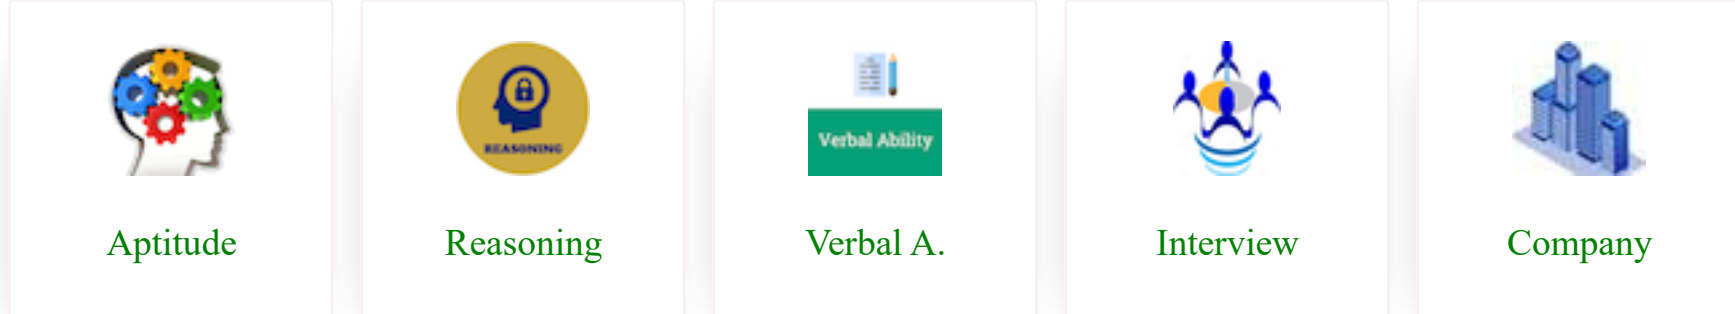 REASONING
Verbal Ability
Aptitude
Reasoning
Verbal A.
Interview
Company